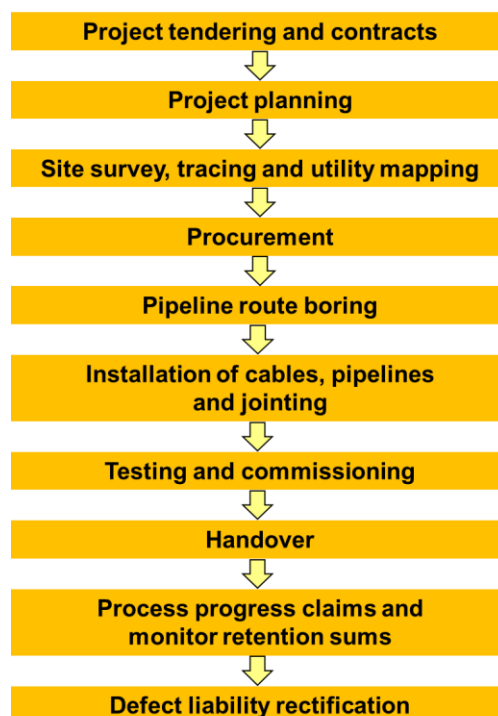 Project tendering and contracts
Project planning
Site survey, tracing and utility mapping
Procurement
Pipeline route boring
Installation of cables, pipelines
and jointing
Testing and commissioning
Handover
Process progress claims and
monitor retention sums
Defect liability rectification